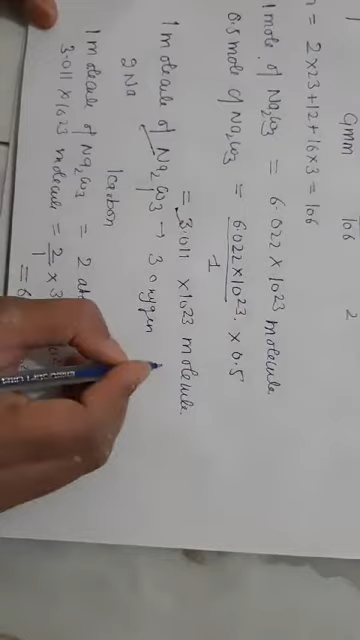 gmm 106 2
= 2×23+12+16×3 = 106
1 mole of Na2CO3 = 6.022 × 10^23 molecule
0.5 mole of Na2CO3 = 6.022×10^23 × 0.5
1
= 3.011 × 10^23 molecule
1 molecule of Na2CO3 → 3 oxygen
2 Na 1 Carbon
1 molecule of Na2CO3 = 2
3.011 × 10^23 molecule = 2/1 × 3
= 6